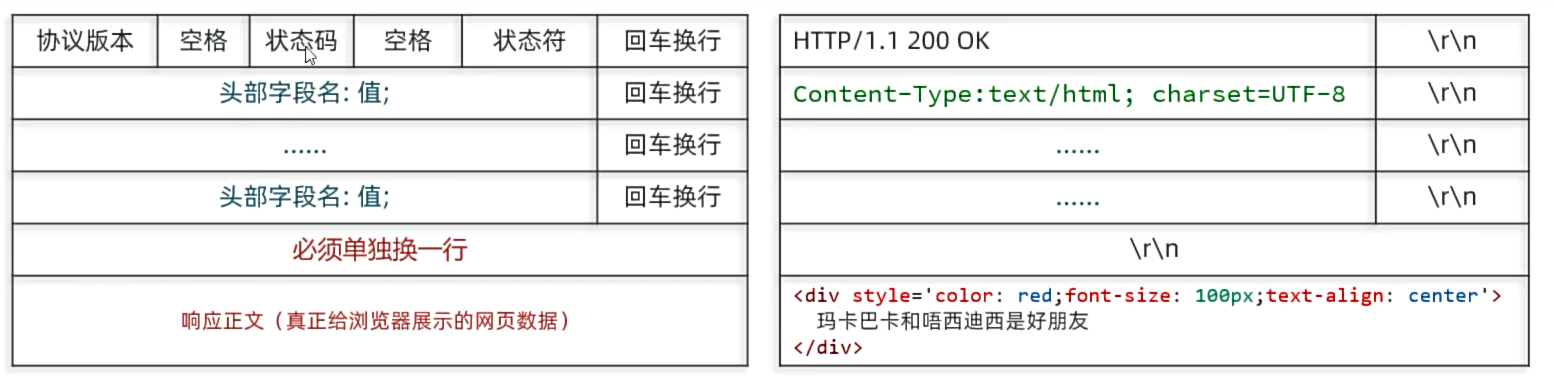 协议版本 空格 状态码 空格 状态符 回车换行
头部字段名: 值; 回车换行
...... 回车换行
头部字段名: 值; 回车换行
必须单独换一行
响应正文（真正给浏览器展示的网页数据）
HTTP/1.1 200 OK \r\n
Content-Type:text/html; charset=UTF-8 \r\n
...... \r\n
...... \r\n
\r\n
<div style='color: red;font-size: 100px;text-align: center'>
玛卡巴卡和唔西迪西是好朋友
</div>